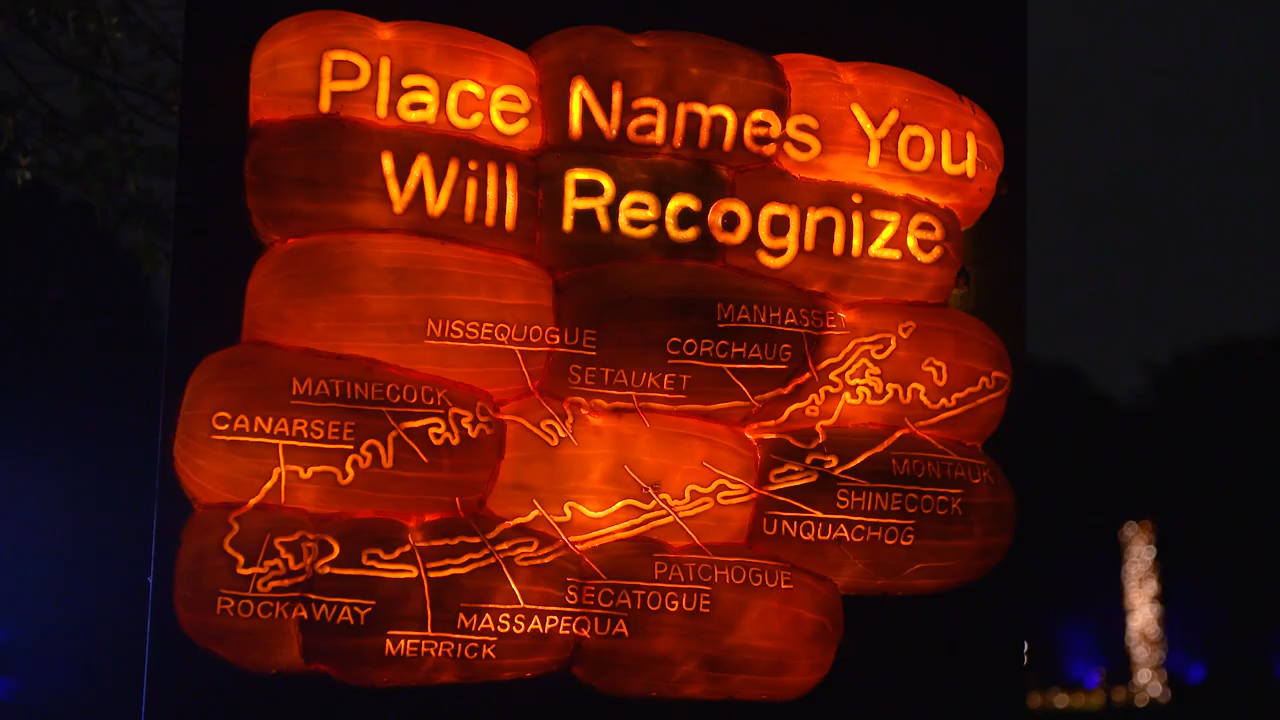 Place Names You
Will Recognize
MANHASSET
NISSEQUOGUE
CORCHAUG
SETAUKET
MATINECOCK
CANARSEE
MONTAUK
SHINECOCK
UNQUACHOG
PATCHOGUE
SECATOGUE
ROCKAWAY
MASSAPEQUA
MERRICK